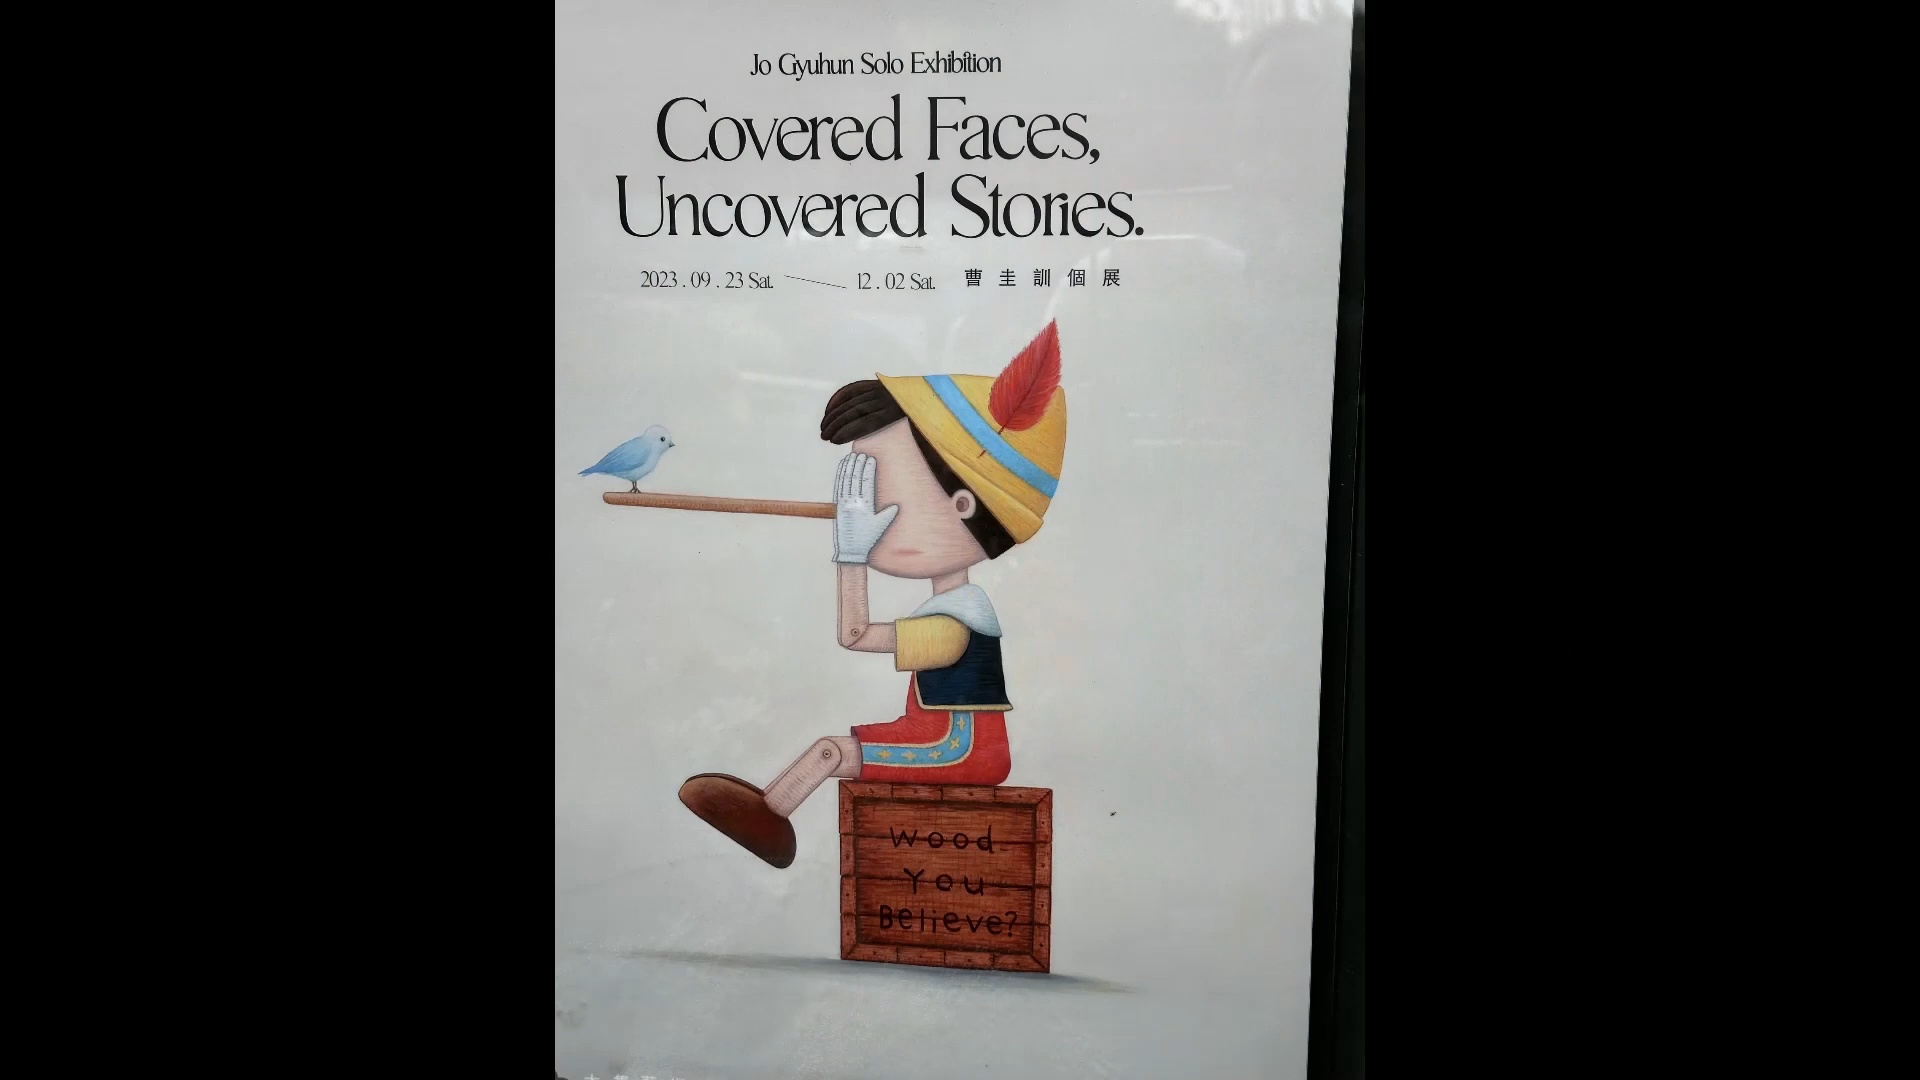 Jo Gyuhun Solo Exhibition
Covered Faces,
Uncovered Stories.
2023 . 09 . 23 Sat. 12 . 02 Sat. 曹圭訓個展
Wood
You
Believe?